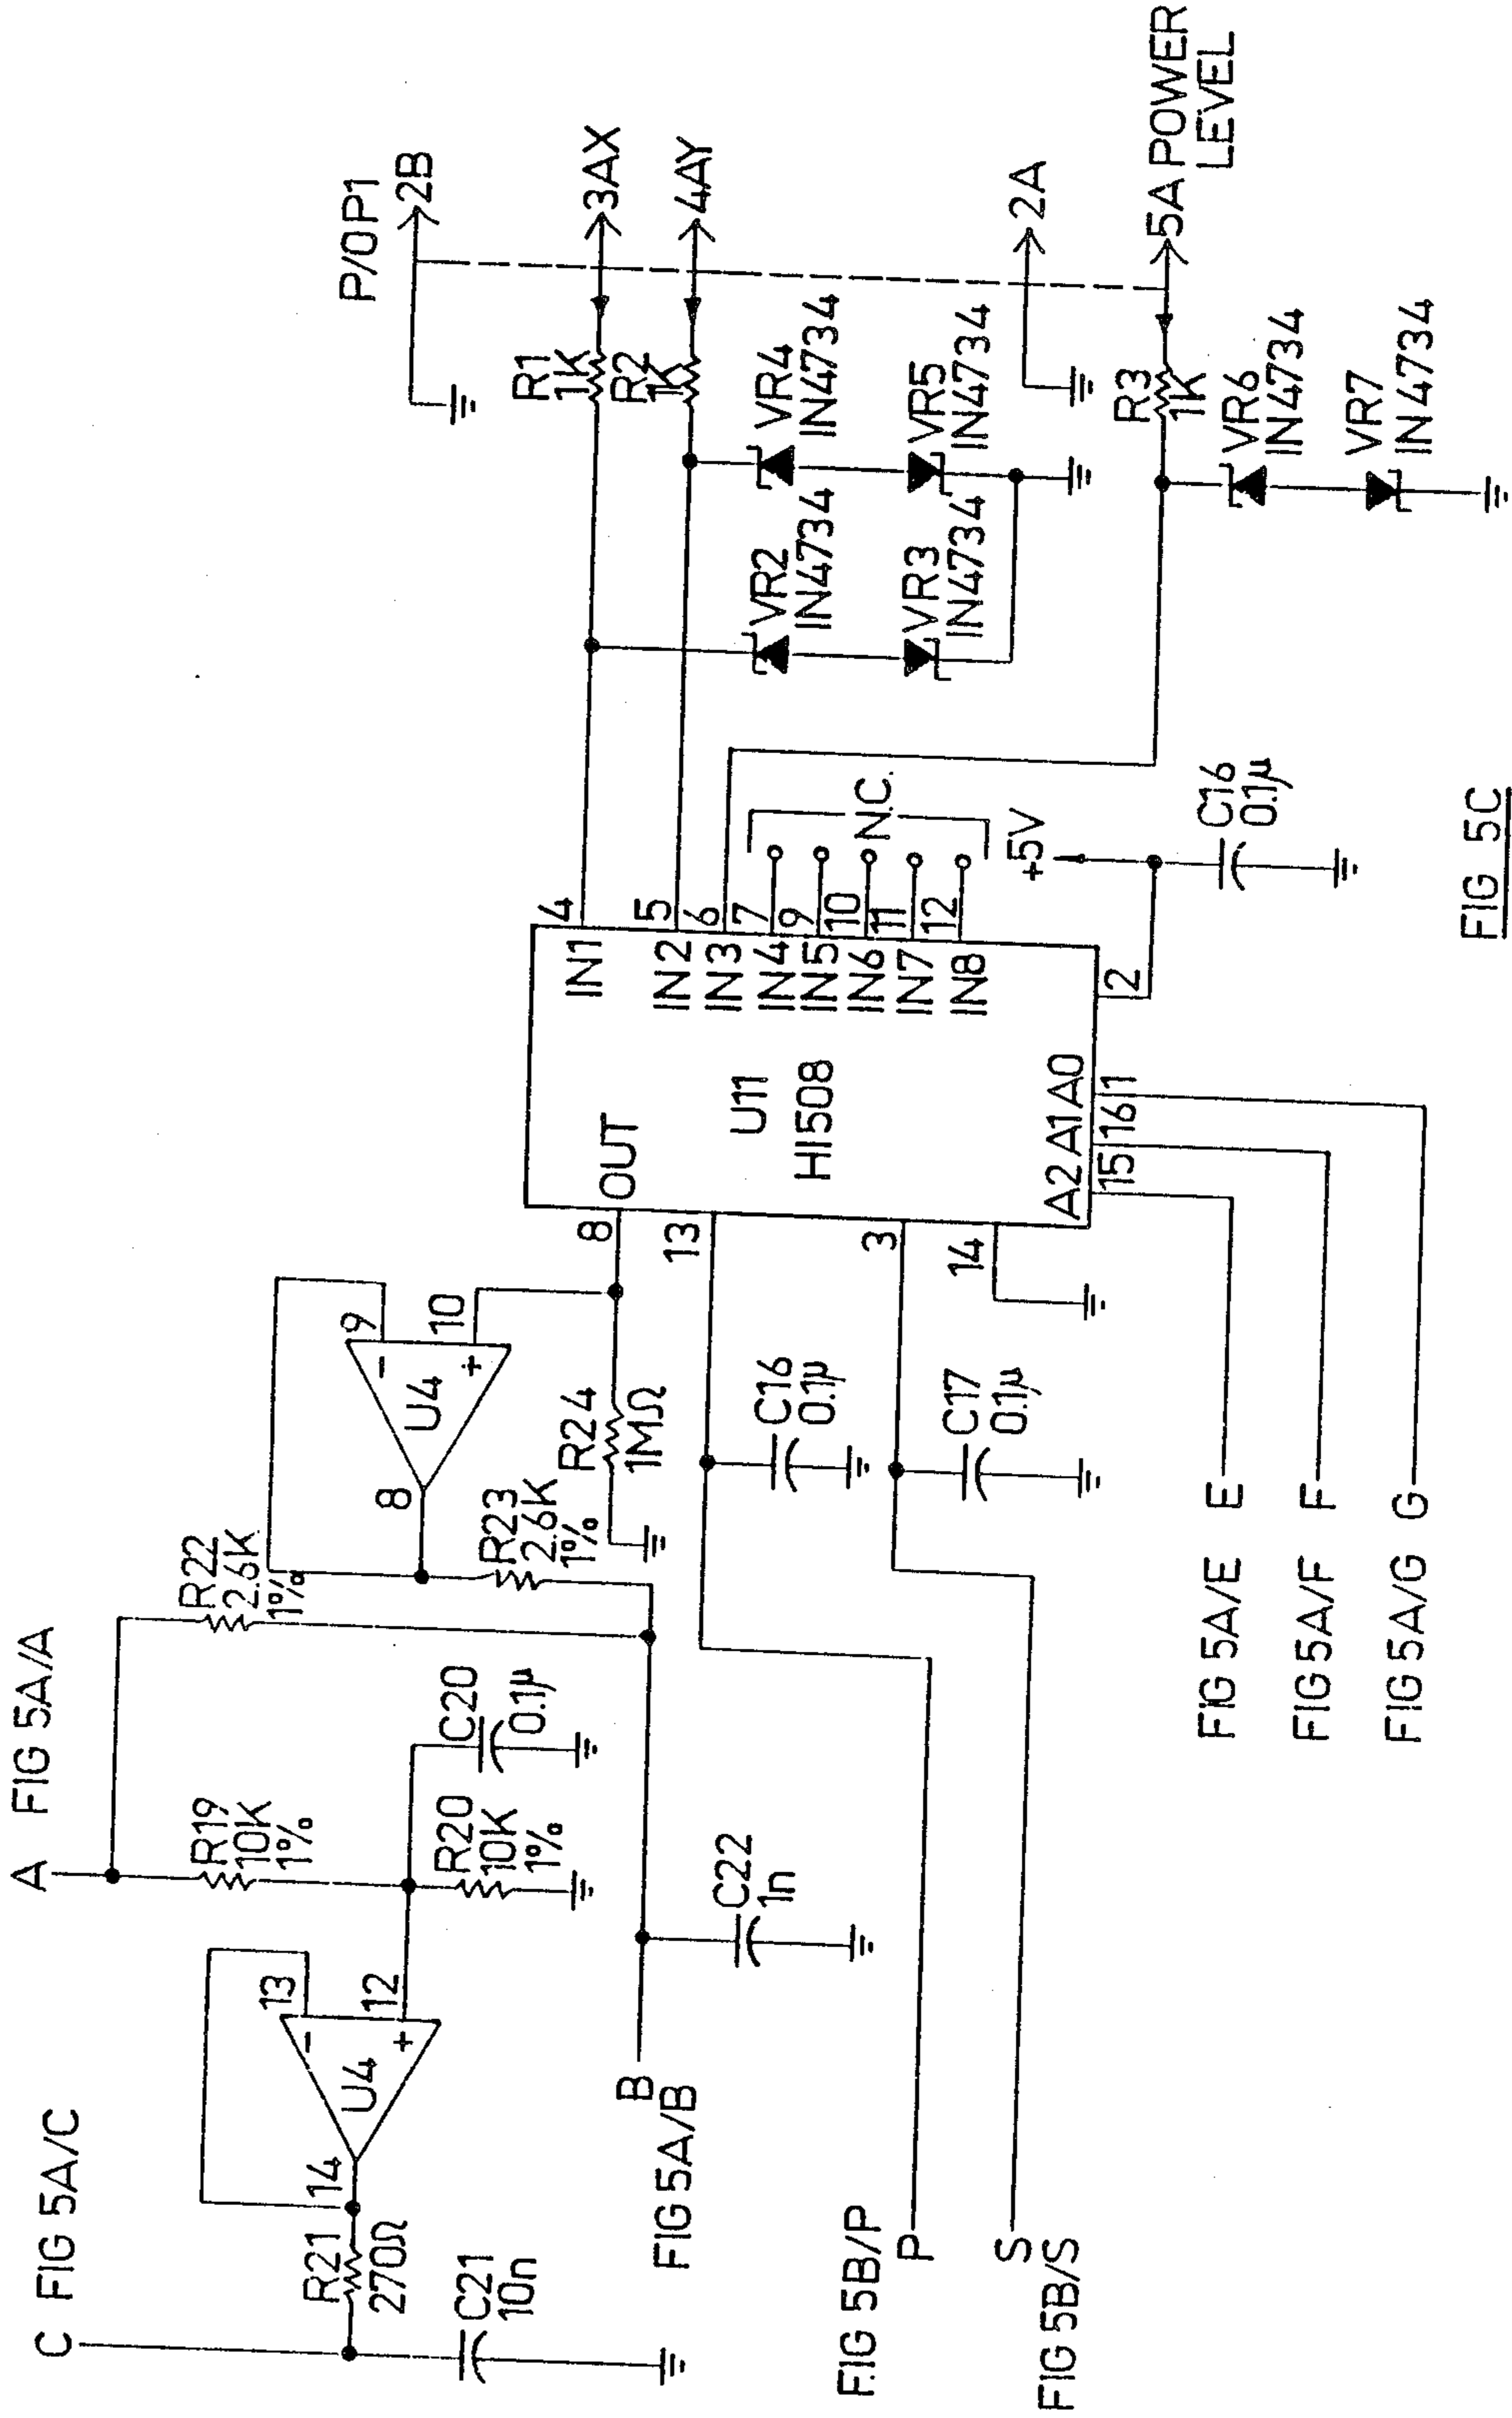 C FIG 5A/C
A FIG 5A/A
P/OP1
2B
3AX
4AY
2A
5A POWER
LEVEL
R21
270Ω
C21
10n
14
U4
-
+
13
12
R19
10K
1%
R20
10K
1%
C20
0.1µ
R22
2.6K
1%
R23
2.6K
1%
8
U4
-
+
9
10
R24
1MΩ
B
FIG 5A/B
C22
1n
FIG 5B/P
P
S
FIG 5B/S
C16
0.1µ
C17
0.1µ
8
13
3
14
OUT
U11
HI508
IN1
IN2
IN3
IN4
IN5
IN6
IN7
IN8
4
5
6
7
9
10
11
12
N.C.
A2 A1 A0
15 16 1
2
+5V
C16
0.1µ
R1
1K
R2
1K
VR4
IN4734
VR5
IN4734
VR2
IN4734
VR3
IN4734
R3
1K
VR6
IN4734
VR7
IN4734
FIG 5A/E E
FIG 5A/F F
FIG 5A/G G
FIG 5C